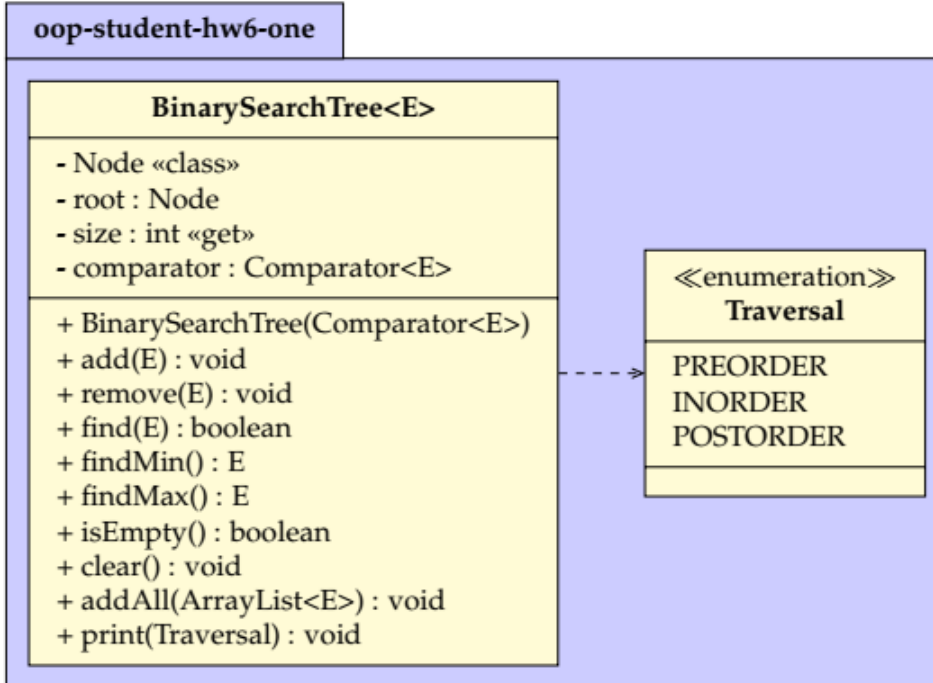 oop-student-hw6-one
BinarySearchTree<E>
- Node «class»
- root : Node
- size : int «get»
- comparator : Comparator<E>
+ BinarySearchTree(Comparator<E>)
+ add(E) : void
+ remove(E) : void
+ find(E) : boolean
+ findMin() : E
+ findMax() : E
+ isEmpty() : boolean
+ clear() : void
+ addAll(ArrayList<E>) : void
+ print(Traversal) : void
≪enumeration≫
Traversal
PREORDER
INORDER
POSTORDER